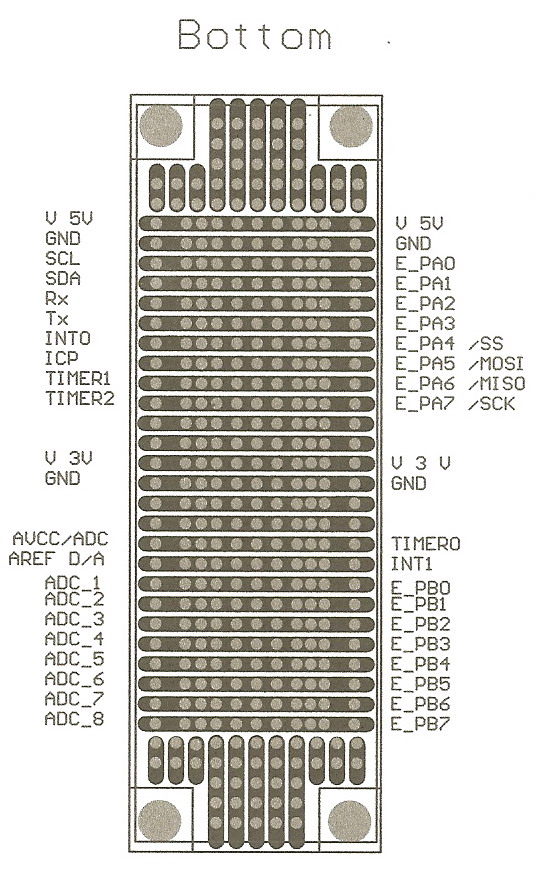 Bottom
V 5V
GND
SCL
SDA
Rx
Tx
INT0
ICP
TIMER1
TIMER2
V 3V
GND
AVCC/ADC
AREF D/A
ADC_1
ADC_2
ADC_3
ADC_4
ADC_5
ADC_6
ADC_7
ADC_8
V 5V
GND
E_PA0
E_PA1
E_PA2
E_PA3
E_PA4 /SS
E_PA5 /MOSI
E_PA6 /MISO
E_PA7 /SCK
V 3 V
GND
TIMER0
INT1
E_PB0
E_PB1
E_PB2
E_PB3
E_PB4
E_PB5
E_PB6
E_PB7